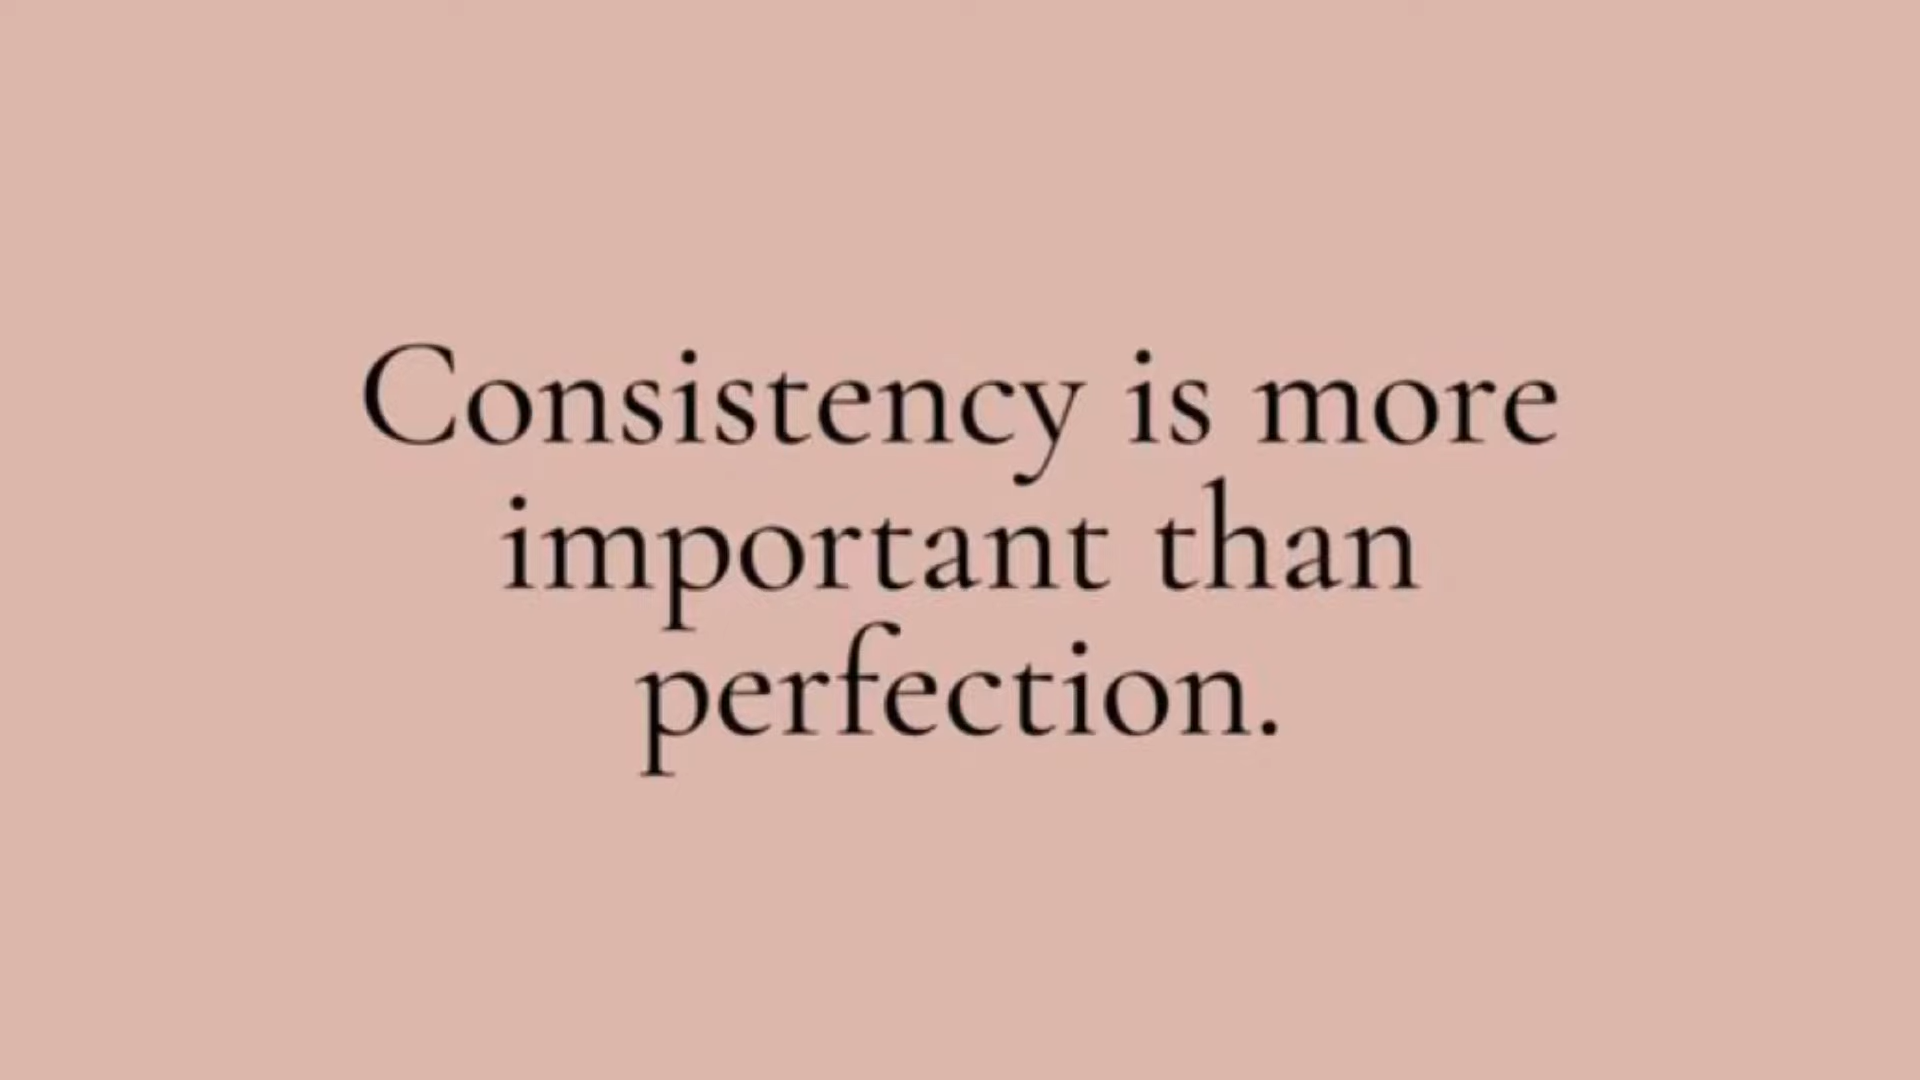 Consistency is more
important than
perfection.